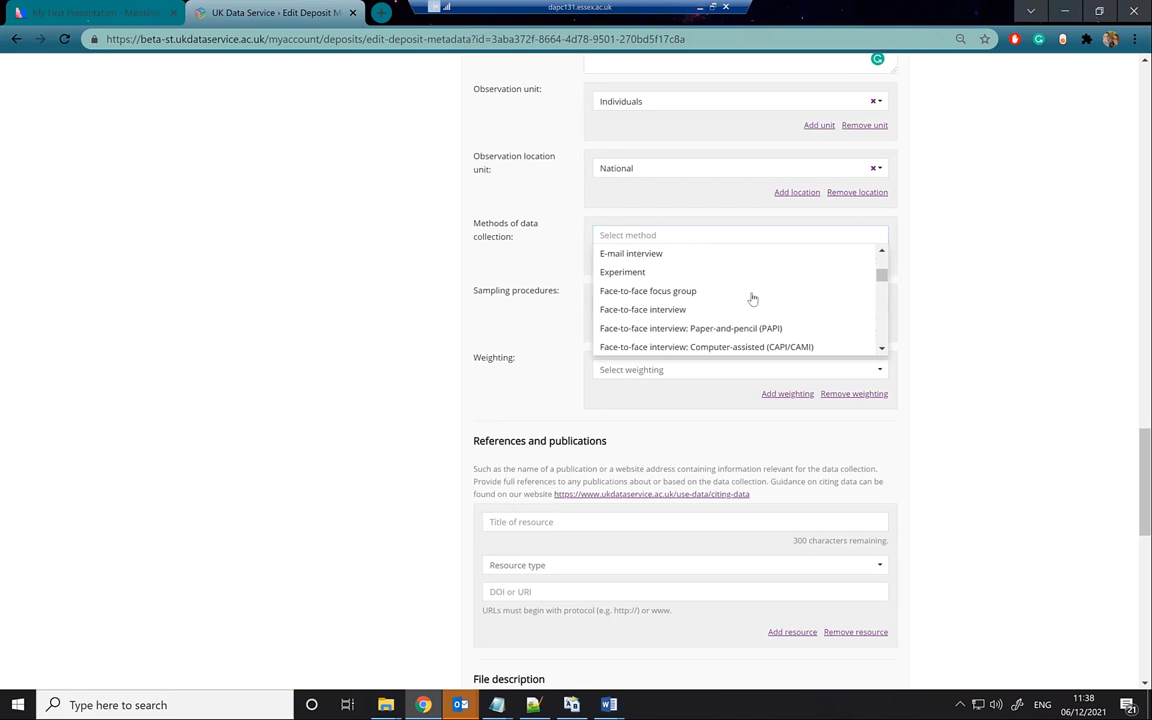 My First Presentation - Mentime
UK Data Service › Edit Deposit M
dapc131.essex.ac.uk
https://beta-st.ukdataservice.ac.uk/myaccount/deposits/edit-deposit-metadata?id=3aba372f-8664-4d78-9501-270bd5f17c8a
Observation unit:
Individuals
Add unit Remove unit
Observation location unit:
National
Add location Remove location
Methods of data collection:
Select method
E-mail interview
Experiment
Face-to-face focus group
Face-to-face interview
Face-to-face interview: Paper-and-pencil (PAPI)
Face-to-face interview: Computer-assisted (CAPI/CAMI)
Sampling procedures:
Weighting:
Select weighting
Add weighting Remove weighting
References and publications
Such as the name of a publication or a website address containing information relevant for the data collection.
Provide full references to any publications about or based on the data collection. Guidance on citing data can be
found on our website https://www.ukdataservice.ac.uk/use-data/citing-data
Title of resource
300 characters remaining.
Resource type
DOI or URI
URLs must begin with protocol (e.g. http://) or www.
Add resource Remove resource
File description
Type here to search
ENG
11:38
06/12/2021
21